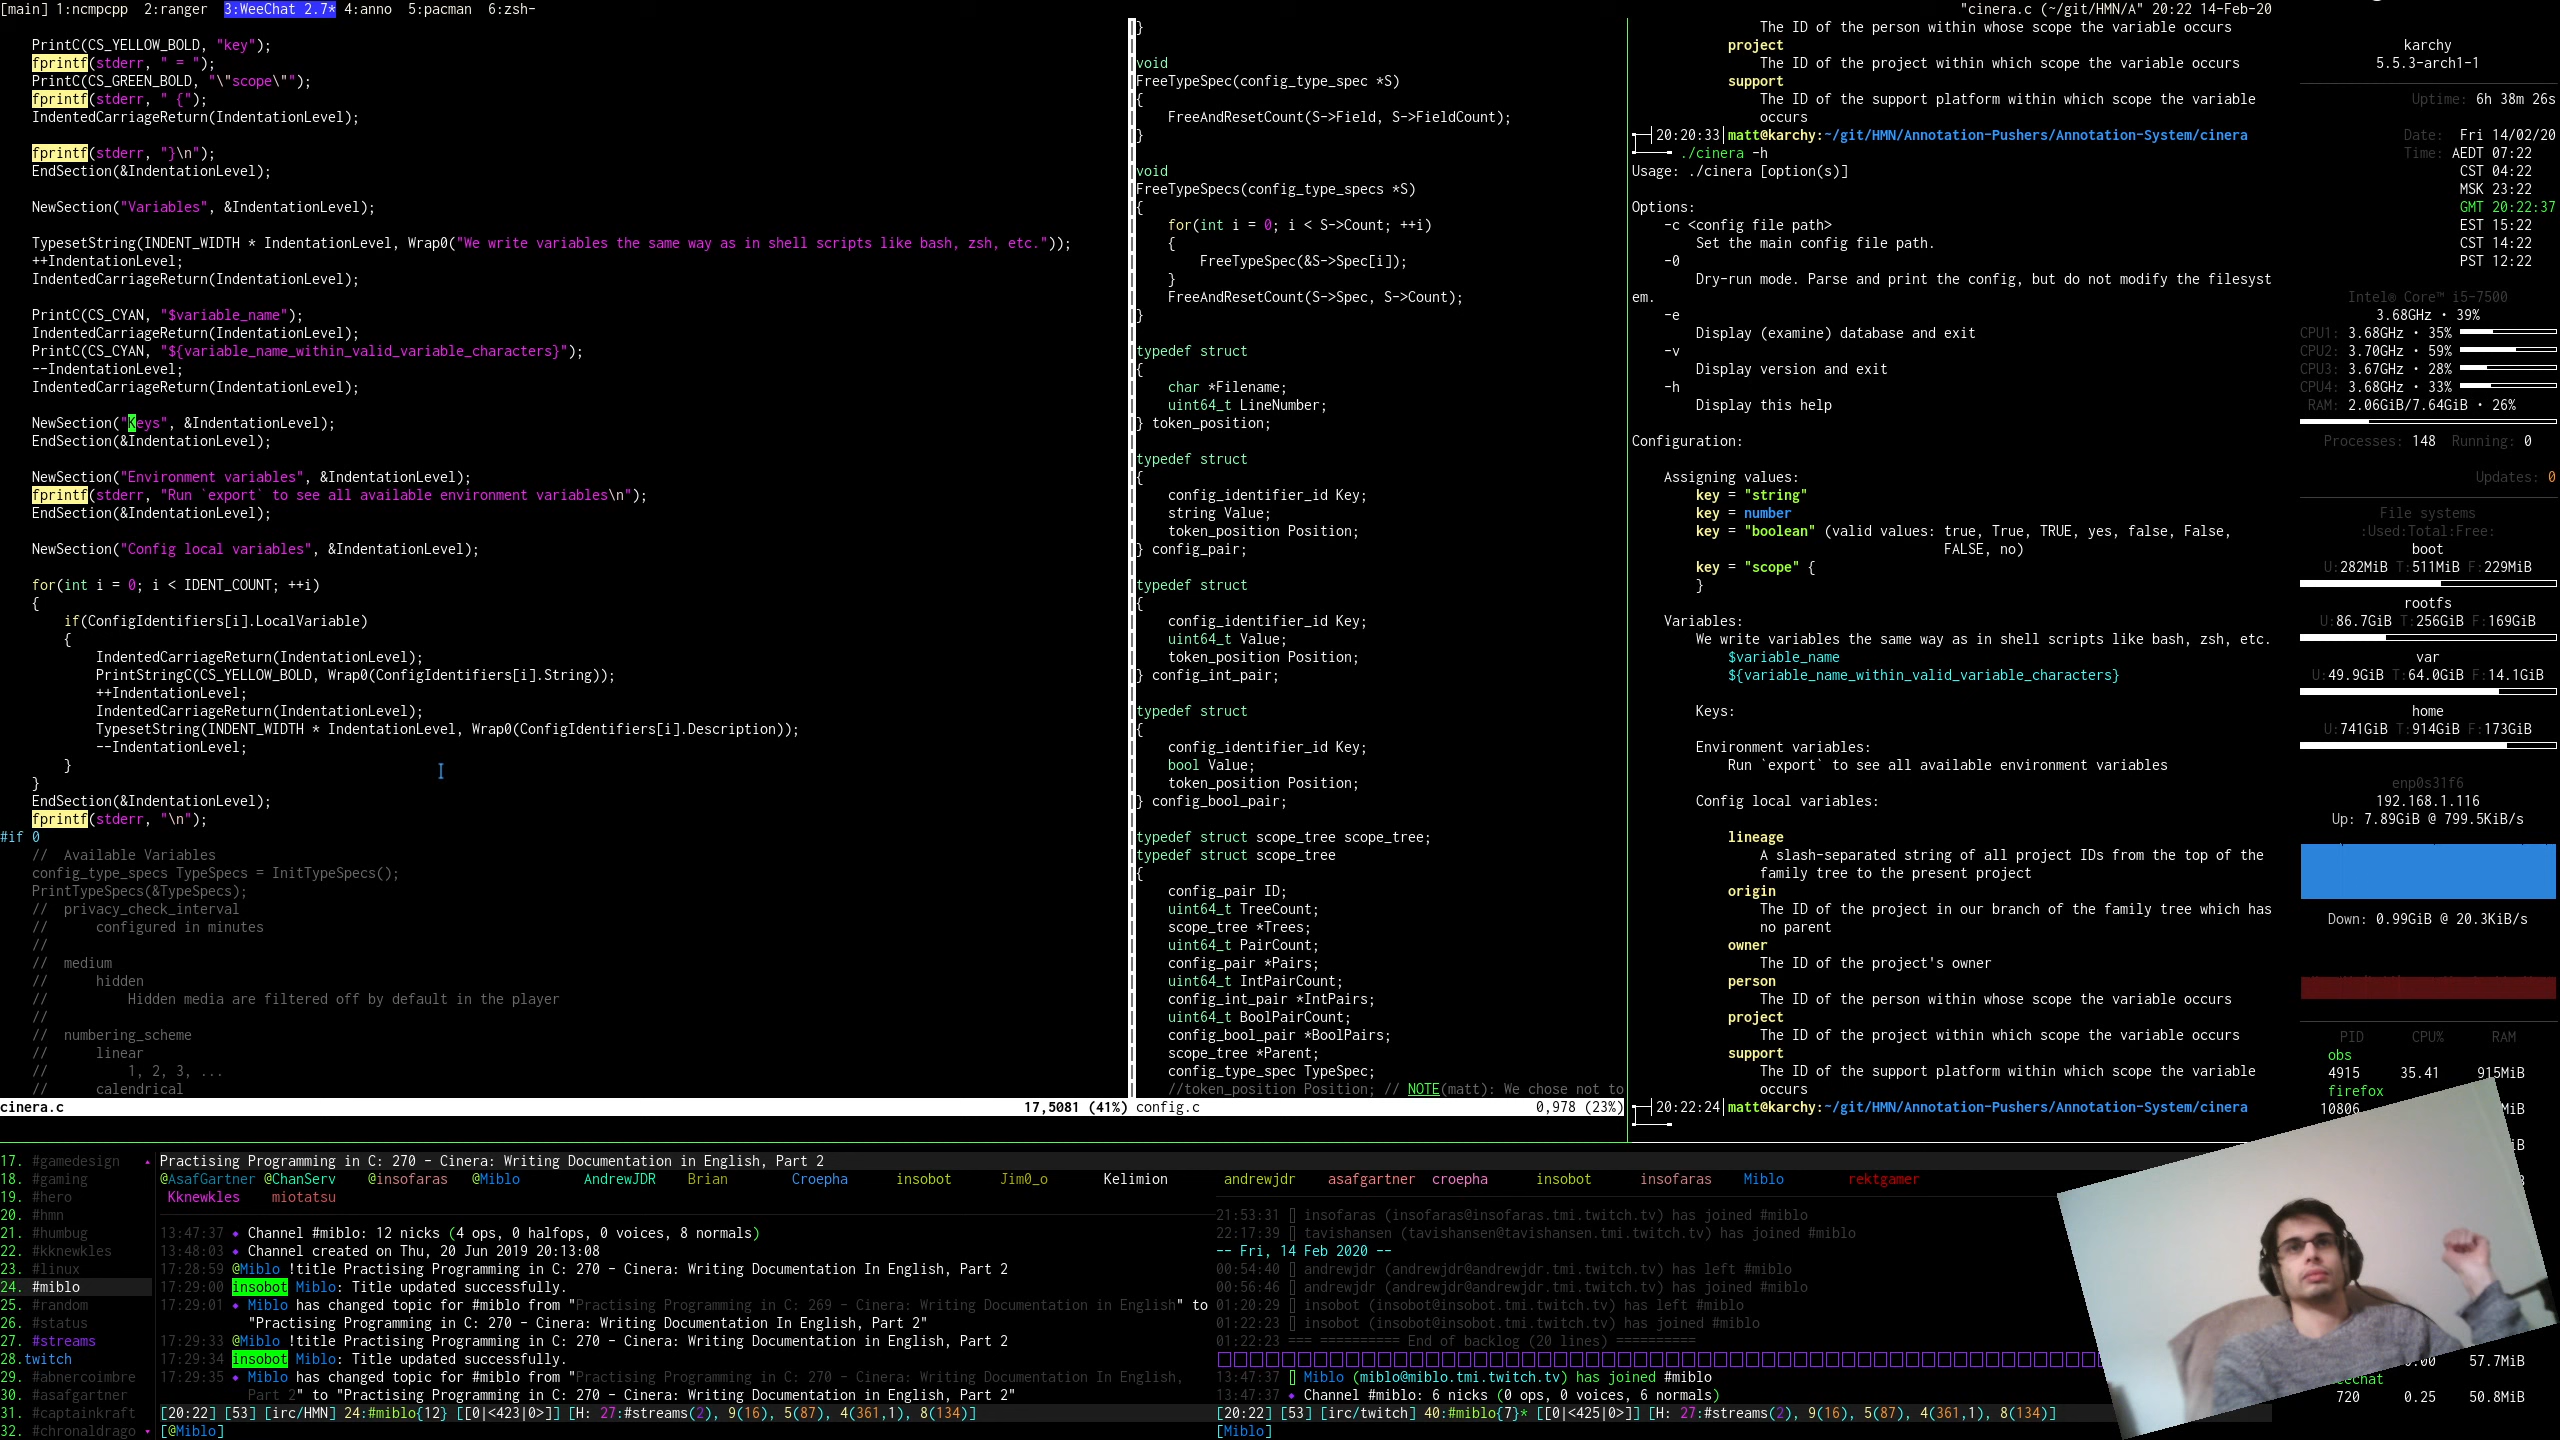 [main] 1:ncmpcpp  2:ranger  3:WeeChat 2.7* 4:anno  5:pacman  6:zsh-
"cinera.c (~/git/HMN/A" 20:22 14-Feb-20
PrintC(CS_YELLOW_BOLD, "key");
fprintf(stderr, " = ");
PrintC(CS_GREEN_BOLD, "\"scope\"");
fprintf(stderr, " {");
IndentedCarriageReturn(IndentationLevel);
fprintf(stderr, "}\n");
EndSection(&IndentationLevel);
NewSection("Variables", &IndentationLevel);
TypesetString(INDENT_WIDTH * IndentationLevel, Wrap0("We write variables the same way as in shell scripts like bash, zsh, etc."));
++IndentationLevel;
IndentedCarriageReturn(IndentationLevel);
PrintC(CS_CYAN, "$variable_name");
IndentedCarriageReturn(IndentationLevel);
PrintC(CS_CYAN, "${variable_name_within_valid_variable_characters}");
--IndentationLevel;
IndentedCarriageReturn(IndentationLevel);
NewSection("Keys", &IndentationLevel);
EndSection(&IndentationLevel);
NewSection("Environment variables", &IndentationLevel);
fprintf(stderr, "Run `export` to see all available environment variables\n");
EndSection(&IndentationLevel);
NewSection("Config local variables", &IndentationLevel);
for(int i = 0; i < IDENT_COUNT; ++i)
{
if(ConfigIdentifiers[i].LocalVariable)
{
IndentedCarriageReturn(IndentationLevel);
PrintStringC(CS_YELLOW_BOLD, Wrap0(ConfigIdentifiers[i].String));
++IndentationLevel;
IndentedCarriageReturn(IndentationLevel);
TypesetString(INDENT_WIDTH * IndentationLevel, Wrap0(ConfigIdentifiers[i].Description));
--IndentationLevel;
}
}
EndSection(&IndentationLevel);
fprintf(stderr, "\n");
#if 0
//  Available Variables
config_type_specs TypeSpecs = InitTypeSpecs();
PrintTypeSpecs(&TypeSpecs);
//  privacy_check_interval
//      configured in minutes
//
//  medium
//      hidden
//          Hidden media are filtered off by default in the player
//
//  numbering_scheme
//      linear
//          1, 2, 3, ...
//      calendrical
cinera.c 17,5081 (41%)
}
void
FreeTypeSpec(config_type_spec *S)
{
FreeAndResetCount(S->Field, S->FieldCount);
}
void
FreeTypeSpecs(config_type_specs *S)
{
for(int i = 0; i < S->Count; ++i)
{
FreeTypeSpec(&S->Spec[i]);
}
FreeAndResetCount(S->Spec, S->Count);
}
typedef struct
{
char *Filename;
uint64_t LineNumber;
} token_position;
typedef struct
{
config_identifier_id Key;
string Value;
token_position Position;
} config_pair;
typedef struct
{
config_identifier_id Key;
uint64_t Value;
token_position Position;
} config_int_pair;
typedef struct
{
config_identifier_id Key;
bool Value;
token_position Position;
} config_bool_pair;
typedef struct scope_tree scope_tree;
typedef struct scope_tree
{
config_pair ID;
uint64_t TreeCount;
scope_tree *Trees;
uint64_t PairCount;
config_pair *Pairs;
uint64_t IntPairCount;
config_int_pair *IntPairs;
uint64_t BoolPairCount;
config_bool_pair *BoolPairs;
scope_tree *Parent;
config_type_spec TypeSpec;
//token_position Position; // NOTE(matt): We chose not to
config.c 0,978 (23%)
The ID of the person within whose scope the variable occurs
project
The ID of the project within which scope the variable occurs
support
The ID of the support platform within which scope the variable
occurs
20:20:33 matt@karchy:~/git/HMN/Annotation-Pushers/Annotation-System/cinera
./cinera -h
Usage: ./cinera [option(s)]
Options:
-c <config file path>
Set the main config file path.
-0
Dry-run mode. Parse and print the config, but do not modify the filesyst
em.
-e
Display (examine) database and exit
-v
Display version and exit
-h
Display this help
Configuration:
Assigning values:
key = "string"
key = number
key = "boolean" (valid values: true, True, TRUE, yes, false, False,
FALSE, no)
key = "scope" {
}
Variables:
We write variables the same way as in shell scripts like bash, zsh, etc.
$variable_name
${variable_name_within_valid_variable_characters}
Keys:
Environment variables:
Run `export` to see all available environment variables
Config local variables:
lineage
A slash-separated string of all project IDs from the top of the
family tree to the present project
origin
The ID of the project in our branch of the family tree which has
no parent
owner
The ID of the project's owner
person
The ID of the person within whose scope the variable occurs
project
The ID of the project within which scope the variable occurs
support
The ID of the support platform within which scope the variable
occurs
20:22:24 matt@karchy:~/git/HMN/Annotation-Pushers/Annotation-System/cinera
karchy
5.5.3-arch1-1
Uptime: 6h 38m 26s
Date: Fri 14/02/20
Time: AEDT 07:22
CST 04:22
MSK 23:22
GMT 20:22:37
EST 15:22
CST 14:22
PST 12:22
Intel® Core™ i5-7500
3.68GHz • 39%
CPU1: 3.68GHz • 35%
CPU2: 3.70GHz • 59%
CPU3: 3.67GHz • 28%
CPU4: 3.68GHz • 33%
RAM: 2.06GiB/7.64GiB • 26%
Processes: 148  Running: 0
Updates: 0
File systems
:Used:Total:Free:
boot
U:282MiB T:511MiB F:229MiB
rootfs
U:86.7GiB T:256GiB F:169GiB
var
U:49.9GiB T:64.0GiB F:14.1GiB
home
U:741GiB T:914GiB F:173GiB
enp0s31f6
192.168.1.116
Up: 7.89GiB @ 799.5KiB/s
Down: 0.99GiB @ 20.3KiB/s
PID CPU% RAM
obs
4915 35.41 915MiB
firefox
10806
57.7MiB
720 0.25 50.8MiB
17. #gamedesign
18. #gaming
19. #hero
20. #hmn
21. #humbug
22. #kknewkles
23. #linux
24. #miblo
25. #random
26. #status
27. #streams
28.twitch
29. #abnercoimbre
30. #asafgartner
31. #captainkraft
32. #chronaldrago
Practising Programming in C: 270 - Cinera: Writing Documentation in English, Part 2
@AsafGartner @ChanServ @insofaras @Miblo AndrewJDR Brian Croepha insobot Jim0_o Kelimion
Kknewkles miotatsu
13:47:37 Channel #miblo: 12 nicks (4 ops, 0 halfops, 0 voices, 8 normals)
13:48:03 Channel created on Thu, 20 Jun 2019 20:13:08
17:28:59 @Miblo !title Practising Programming in C: 270 - Cinera: Writing Documentation In English, Part 2
17:29:00 insobot Miblo: Title updated successfully.
17:29:01 Miblo has changed topic for #miblo from "Practising Programming in C: 269 - Cinera: Writing Documentation in English" to
"Practising Programming in C: 270 - Cinera: Writing Documentation In English, Part 2"
17:29:33 @Miblo !title Practising Programming in C: 270 - Cinera: Writing Documentation in English, Part 2
17:29:34 insobot Miblo: Title updated successfully.
17:29:35 Miblo has changed topic for #miblo from "Practising Programming in C: 270 - Cinera: Writing Documentation In English,
Part 2" to "Practising Programming in C: 270 - Cinera: Writing Documentation in English, Part 2"
[20:22] [53] [irc/HMN] 24:#miblo{12} [[0|<423|0>]] [H: 27:#streams(2), 9(16), 5(87), 4(361,1), 8(134)]
[@Miblo]
andrewjdr asafgartner croepha insobot insofaras Miblo rektgamer
21:53:31 insofaras (insofaras@insofaras.tmi.twitch.tv) has joined #miblo
22:17:39 tavishansen (tavishansen@tavishansen.tmi.twitch.tv) has joined #miblo
-- Fri, 14 Feb 2020 --
00:54:40 andrewjdr (andrewjdr@andrewjdr.tmi.twitch.tv) has left #miblo
00:56:46 andrewjdr (andrewjdr@andrewjdr.tmi.twitch.tv) has joined #miblo
01:20:29 insobot (insobot@insobot.tmi.twitch.tv) has left #miblo
01:22:23 insobot (insobot@insobot.tmi.twitch.tv) has joined #miblo
01:22:23 === ========== End of backlog (20 lines) ==========
13:47:37 Miblo (miblo@miblo.tmi.twitch.tv) has joined #miblo
13:47:37 Channel #miblo: 6 nicks (0 ops, 0 voices, 6 normals)
[20:22] [53] [irc/twitch] 40:#miblo{7}* [[0|<425|0>]] [H: 27:#streams(2), 9(16), 5(87), 4(361,1), 8(134)]
[Miblo]